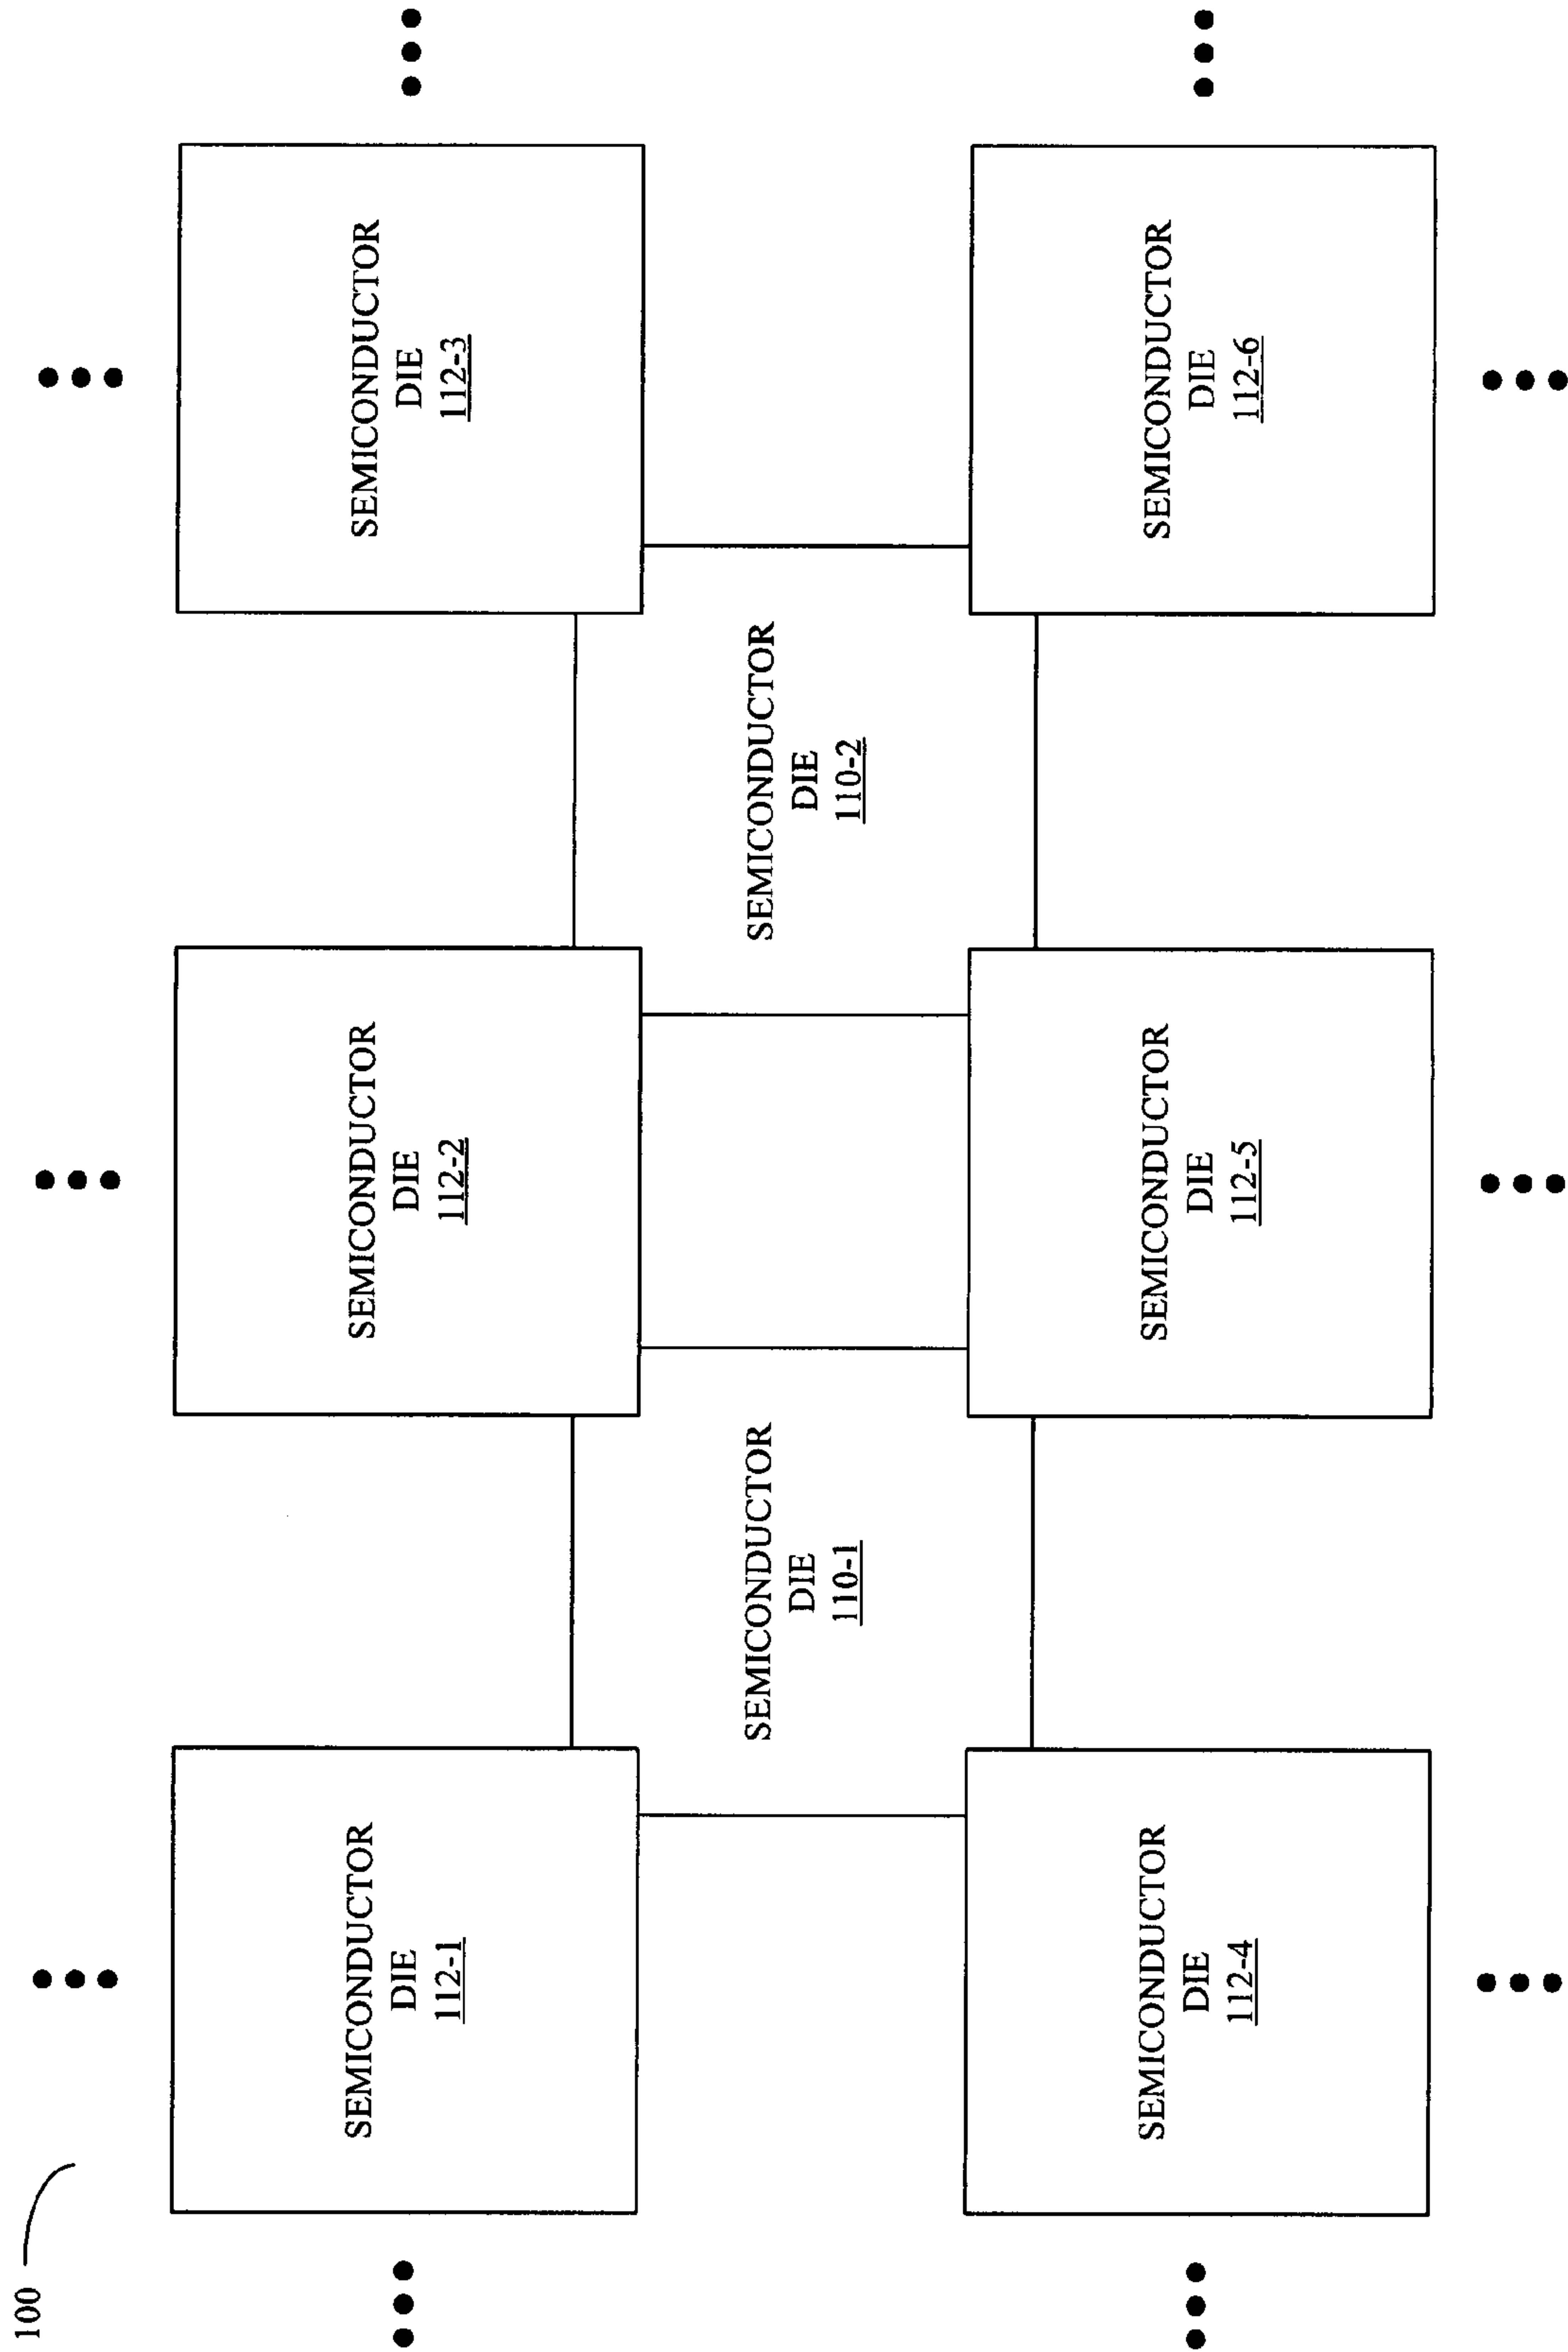 100
SEMICONDUCTOR
DIE
112-1
SEMICONDUCTOR
DIE
112-2
SEMICONDUCTOR
DIE
112-3
SEMICONDUCTOR
DIE
110-1
SEMICONDUCTOR
DIE
110-2
SEMICONDUCTOR
DIE
112-4
SEMICONDUCTOR
DIE
112-5
SEMICONDUCTOR
DIE
112-6